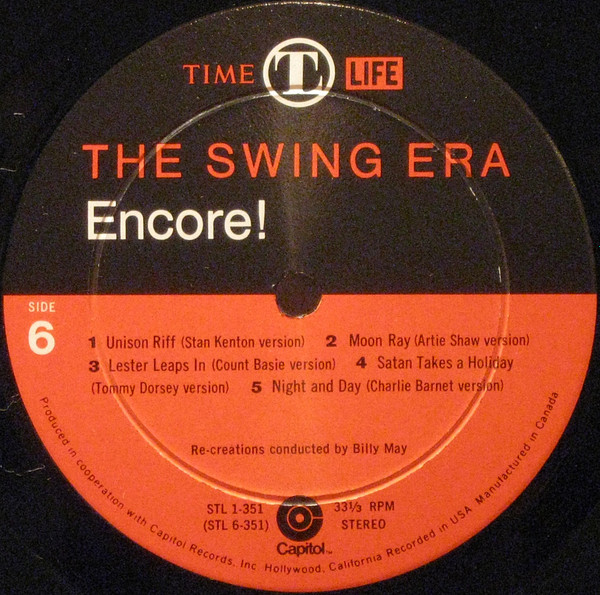 TIME T LIFE
THE SWING ERA
Encore!
SIDE
6
1 Unison Riff (Stan Kenton version) 2 Moon Ray (Artie Shaw version)
3 Lester Leaps In (Count Basie version) 4 Satan Takes a Holiday
(Tommy Dorsey version) 5 Night and Day (Charlie Barnet version)
Re-creations conducted by Billy May
STL 1-351 33⅓ RPM
(STL 6-351) STEREO
Capitol™
Produced in cooperation with Capitol Records, Inc. Hollywood, California Recorded in USA Manufactured in Canada